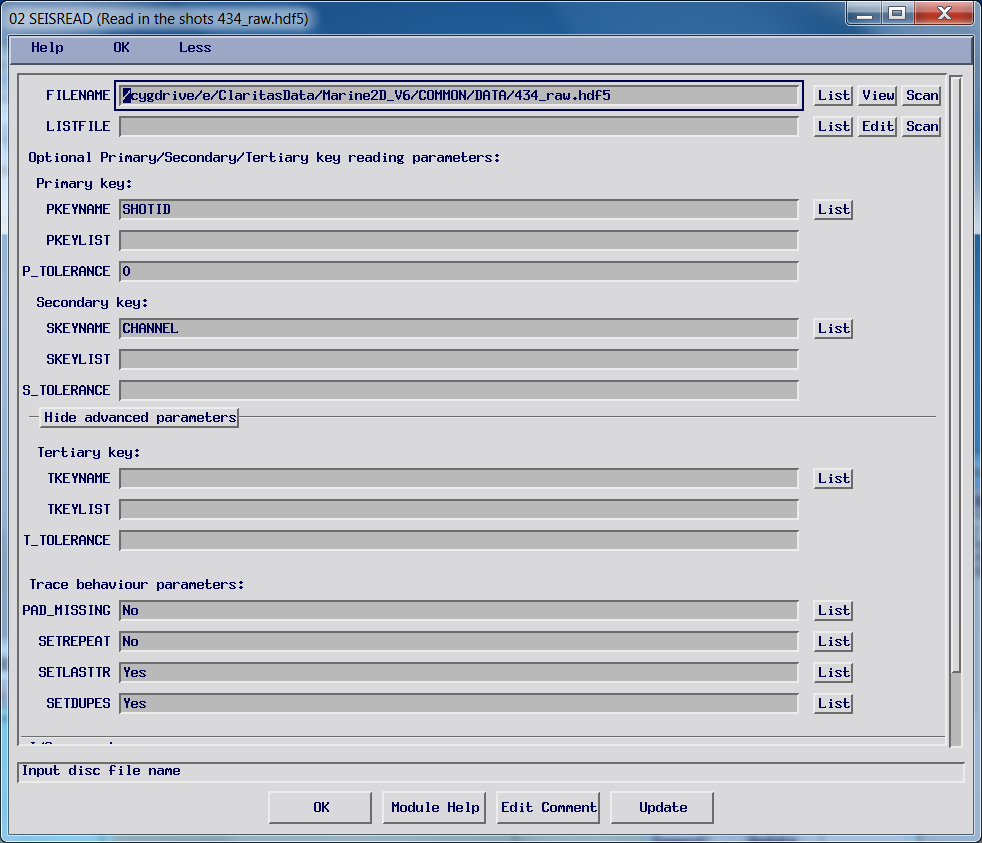 02 SEISREAD (Read in the shots 434_raw.hdf5)
Help OK Less
FILENAME /cygdrive/e/ClaritasData/Marine2D_V6/COMMON/DATA/434_raw.hdf5 List View Scan
LISTFILE List Edit Scan
Optional Primary/Secondary/Tertiary key reading parameters:
Primary key:
PKEYNAME SHOTID List
PKEYLIST
P_TOLERANCE 0
Secondary key:
SKEYNAME CHANNEL List
SKEYLIST
S_TOLERANCE
Hide advanced parameters
Tertiary key:
TKEYNAME List
TKEYLIST
T_TOLERANCE
Trace behaviour parameters:
PAD_MISSING No List
SETREPEAT No List
SETLASTTR Yes List
SETDUPES Yes List
Input disc file name
OK Module Help Edit Comment Update